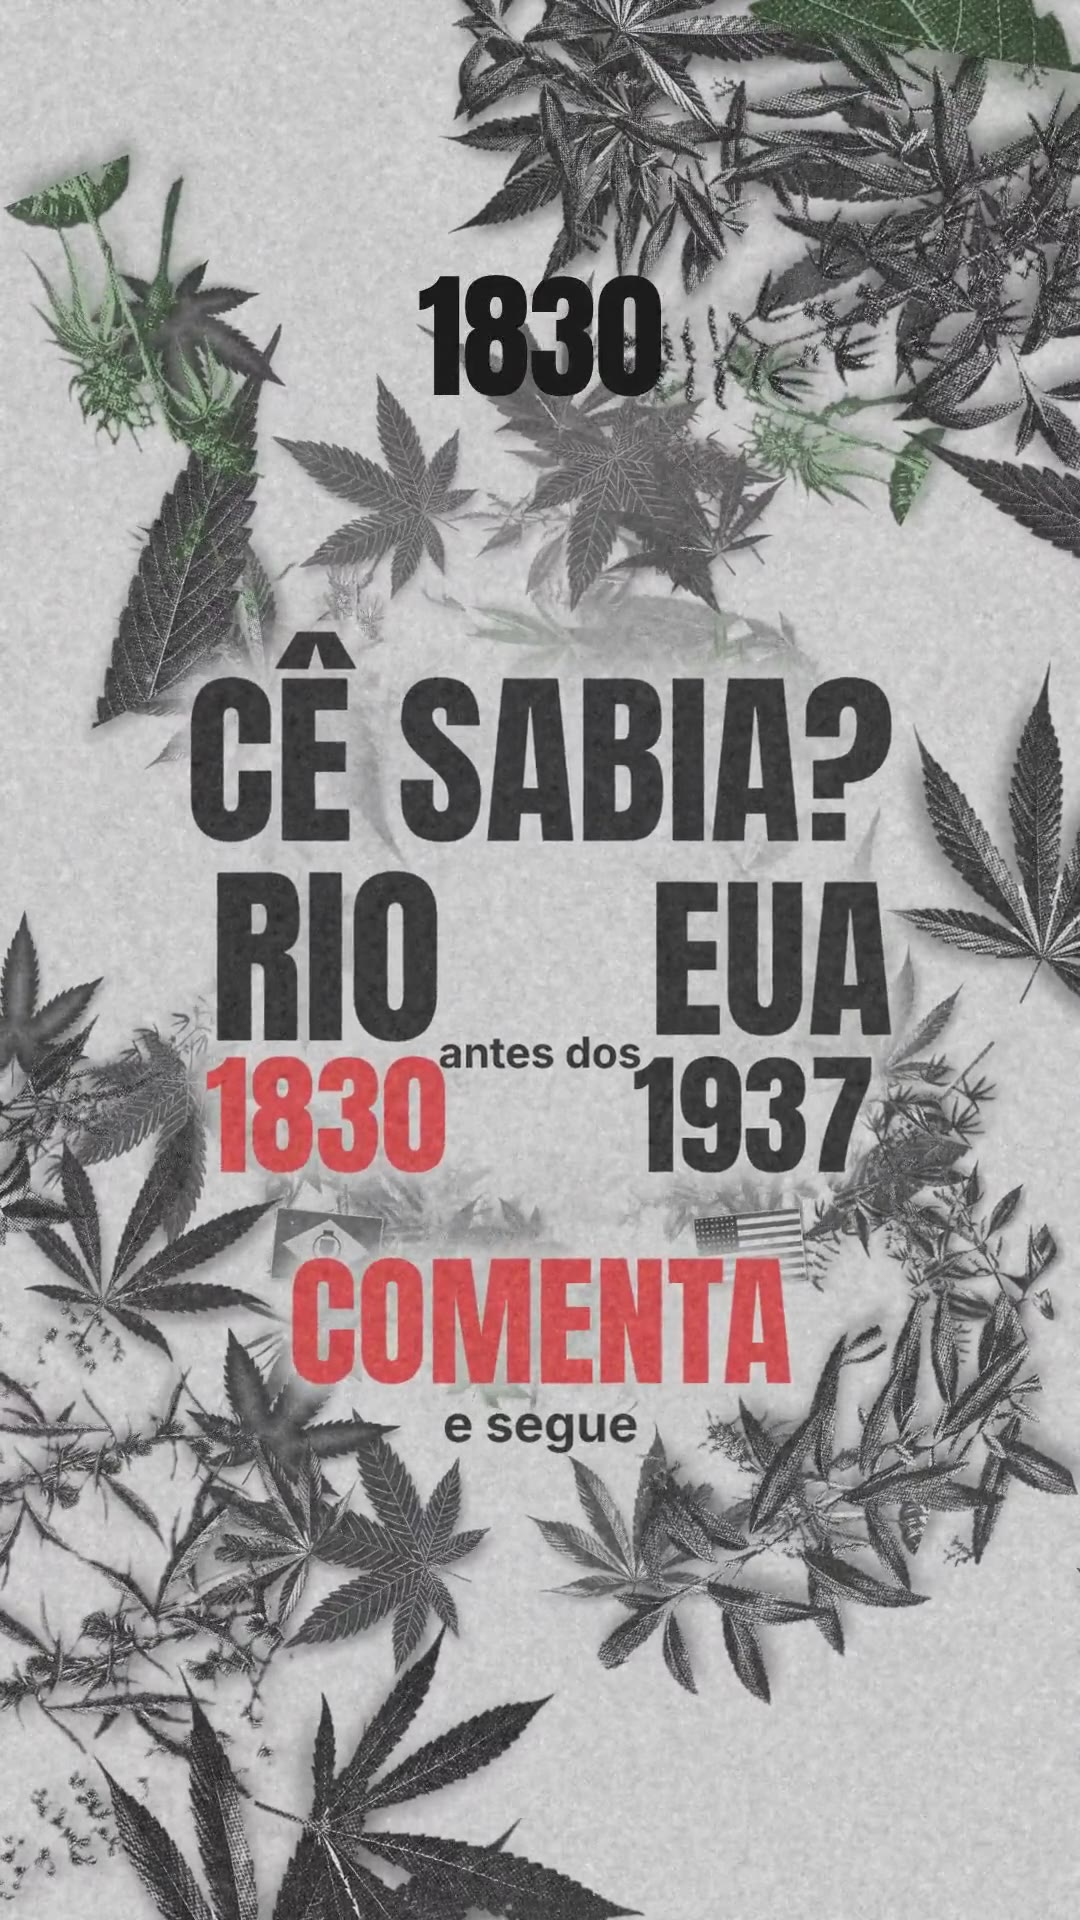 1830
CÊ SABIA?
RIO EUA
antes dos
1830 1937
COMENTA
e segue